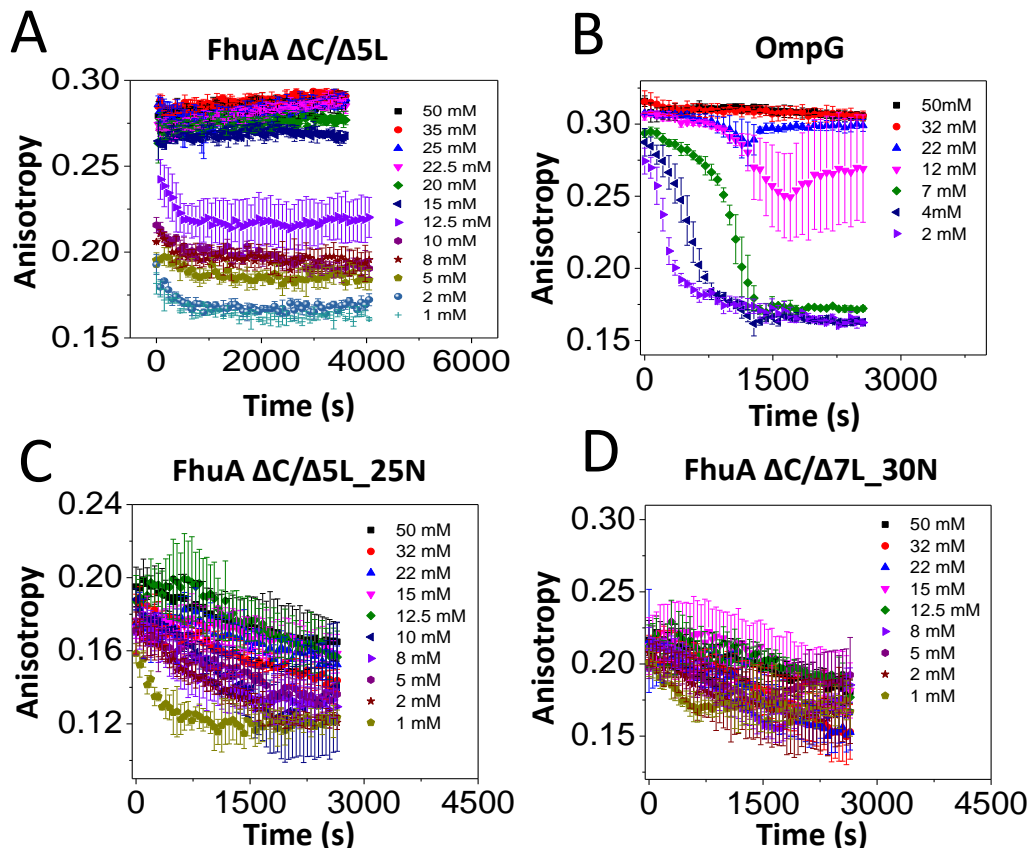 A
FhuA ΔC/Δ5L
0.30
0.25
0.20
0.15
Anisotropy
0
2000
4000
6000
Time (s)
50 mM
35 mM
25 mM
22.5 mM
20 mM
15 mM
12.5 mM
10 mM
8 mM
5 mM
2 mM
1 mM
B
OmpG
0.30
0.25
0.20
0.15
Anisotropy
0
1500
3000
Time (s)
50mM
32 mM
22 mM
12 mM
7 mM
4mM
2 mM
C
FhuA ΔC/Δ5L_25N
0.24
0.20
0.16
0.12
Anisotropy
0
1500
3000
4500
Time (s)
50 mM
32 mM
22 mM
15 mM
12.5 mM
10 mM
8 mM
5 mM
2 mM
1 mM
D
FhuA ΔC/Δ7L_30N
0.30
0.25
0.20
0.15
Anisotropy
0
1500
3000
4500
Time (s)
50 mM
32 mM
22 mM
15 mM
12.5 mM
8 mM
5 mM
2 mM
1 mM